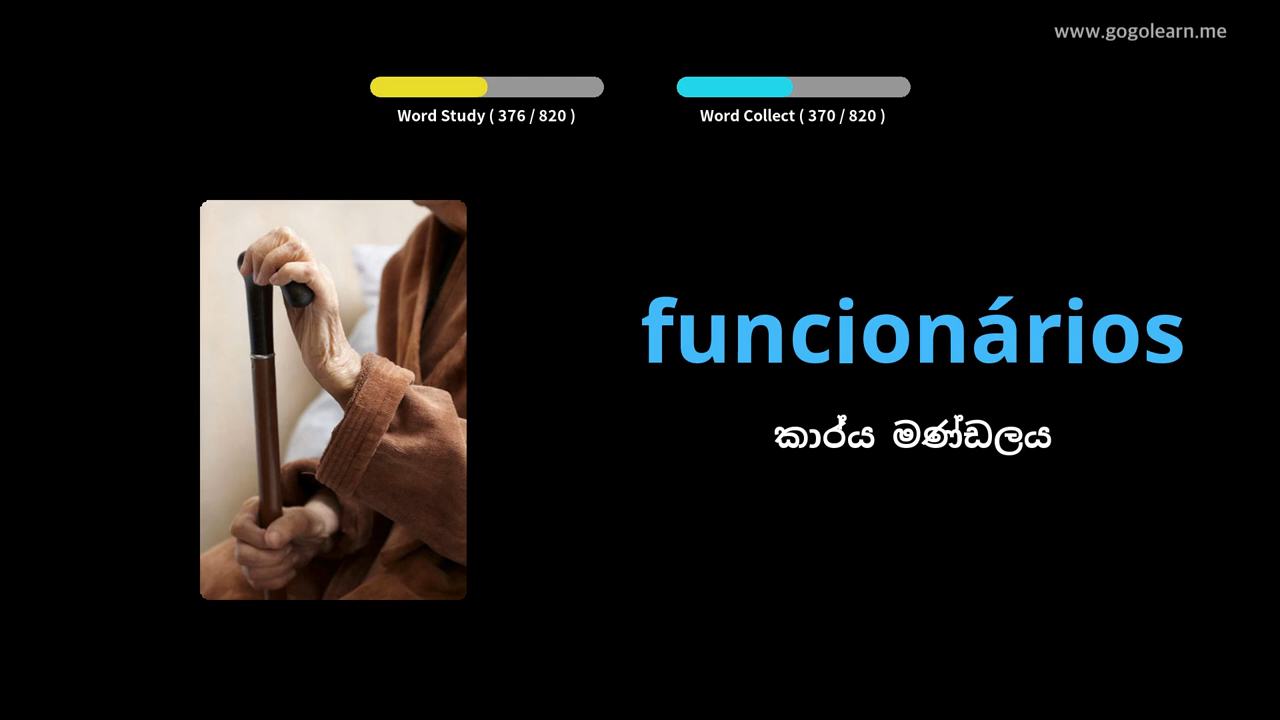 www.gogolearn.me
Word Study ( 376 / 820 )
Word Collect ( 370 / 820 )
funcionários
කාර්ය මණ්ඩලය